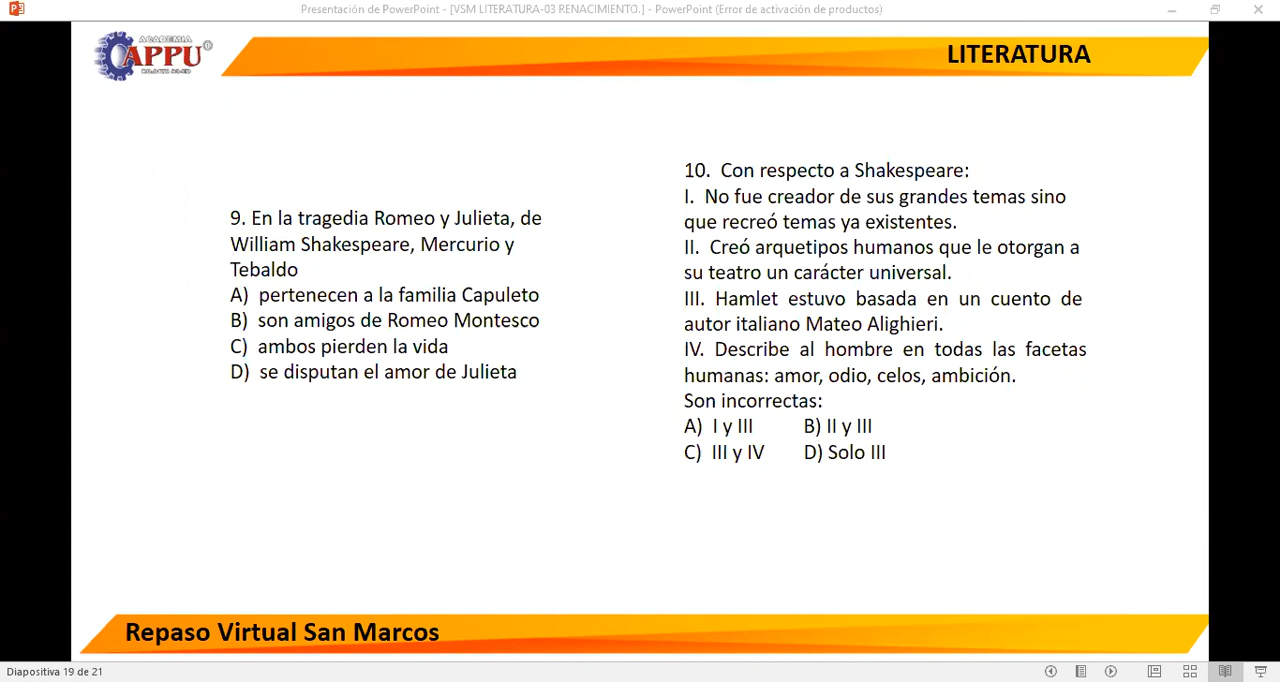 Presentación de PowerPoint - [VSM LITERATURA-03 RENACIMIENTO.] - PowerPoint (Error de activación de productos)
ACADEMIA
APPU
LITERATURA
9. En la tragedia Romeo y Julieta, de
William Shakespeare, Mercurio y
Tebaldo
A) pertenecen a la familia Capuleto
B) son amigos de Romeo Montesco
C) ambos pierden la vida
D) se disputan el amor de Julieta
10. Con respecto a Shakespeare:
I. No fue creador de sus grandes temas sino
que recreó temas ya existentes.
II. Creó arquetipos humanos que le otorgan a
su teatro un carácter universal.
III. Hamlet estuvo basada en un cuento de
autor italiano Mateo Alighieri.
IV. Describe al hombre en todas las facetas
humanas: amor, odio, celos, ambición.
Son incorrectas:
A) I y III B) II y III
C) III y IV D) Solo III
Repaso Virtual San Marcos
Diapositiva 19 de 21